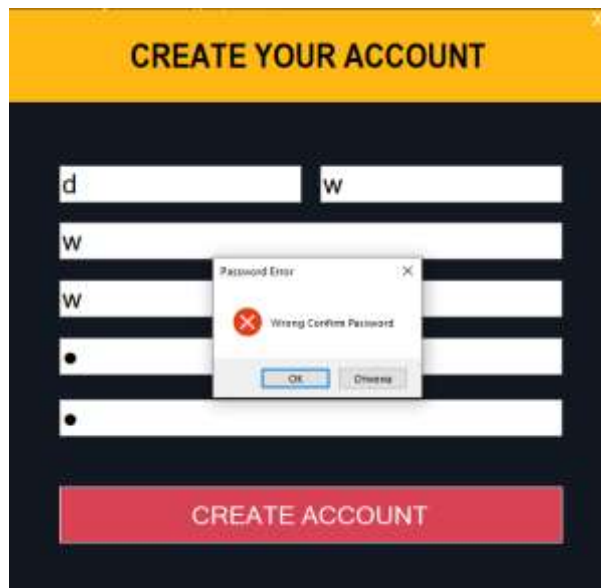 CREATE YOUR ACCOUNT
d
w
w
Password Error
w
Wrong Confirm Password
OK
CREATE ACCOUNT